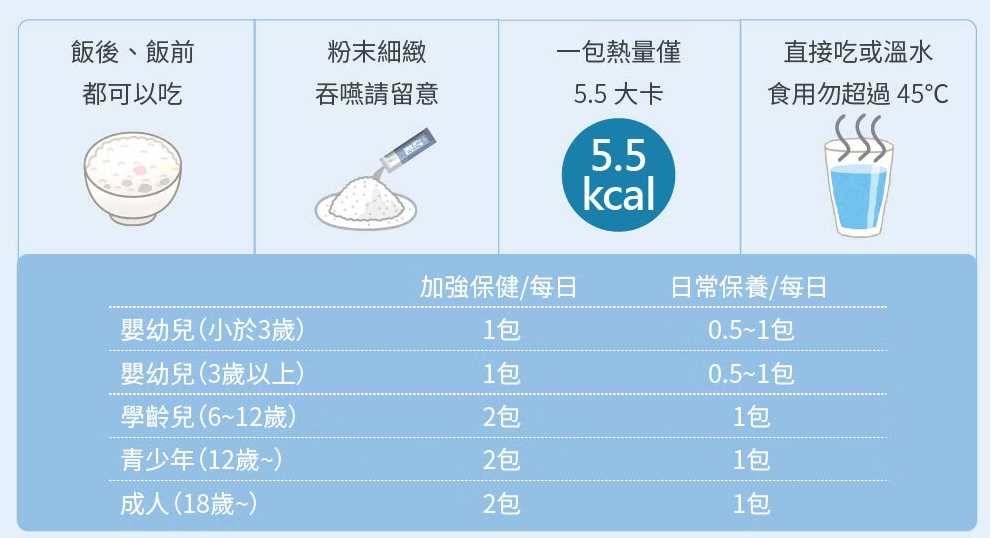 飯後、飯前
都可以吃
粉末細緻
吞嚥請留意
一包熱量僅
5.5 大卡
直接吃或溫水
食用勿超過 45℃
5.5
kcal
加強保健/每日 日常保養/每日
嬰幼兒(小於3歲) 1包 0.5~1包
嬰幼兒(3歲以上) 1包 0.5~1包
學齡兒(6~12歲) 2包 1包
青少年(12歲~) 2包 1包
成人(18歲~) 2包 1包